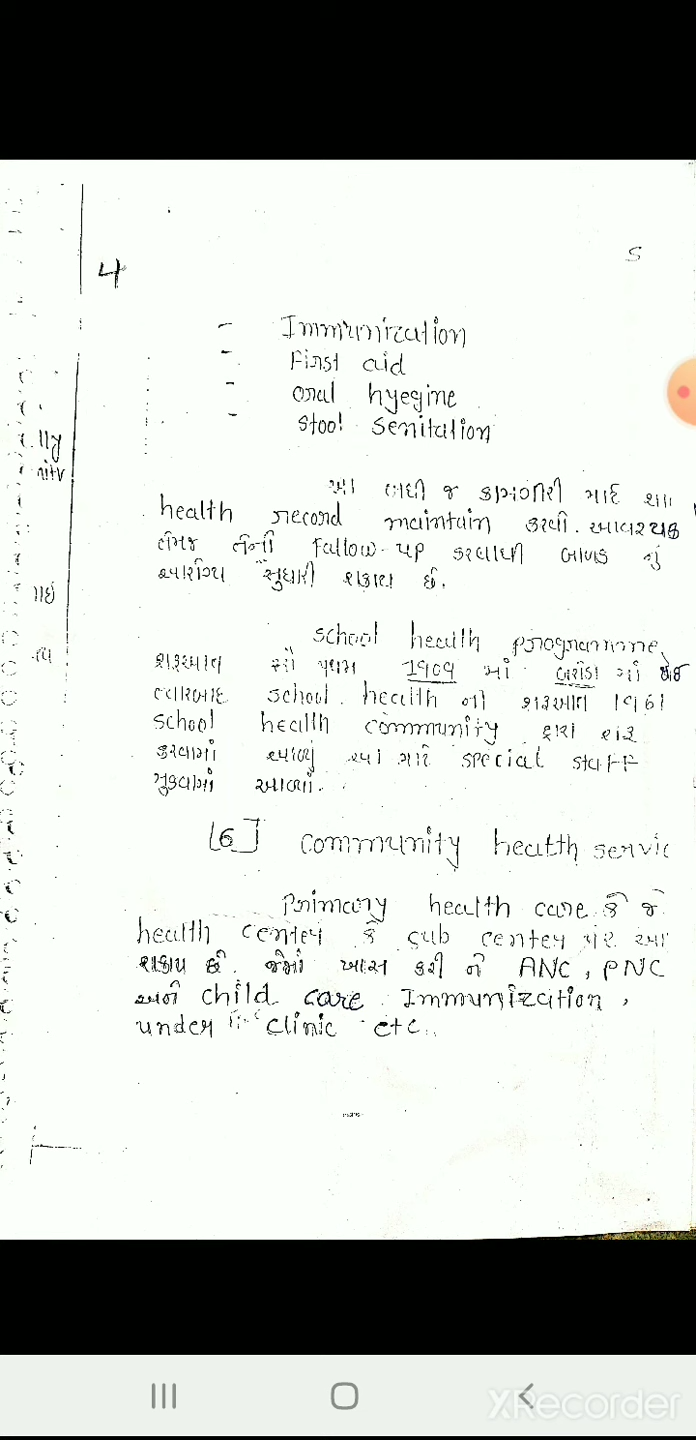 4
5
- Immunization
- First aid
- oral hyegine
- stool senitation
આ બધી જ કામગીરી માટે શાળા
health record maintain કરવો. આવશ્યક
તેમજ તેની Follow-up કરવાથી બાળક નું
આરોગ્ય સુધારી શકાય છે.
school health programme
શરૂઆત સૌ પ્રથમ 1909 માં બરોડા માં થઈ
ત્યારબાદ school health ની શરૂઆત 1961
school health community દ્વારા શરૂ
કરવામાં આવ્યું આ માટે special staff
મુકવામાં આવ્યો.
[6] community health servic
Primary health care કે જે
health center કે sub center પર આ
શકાય છે. જેમાં ખાસ કરી ને ANC, PNC
અને child care Immunization,
under clinic etc..
XRecorder